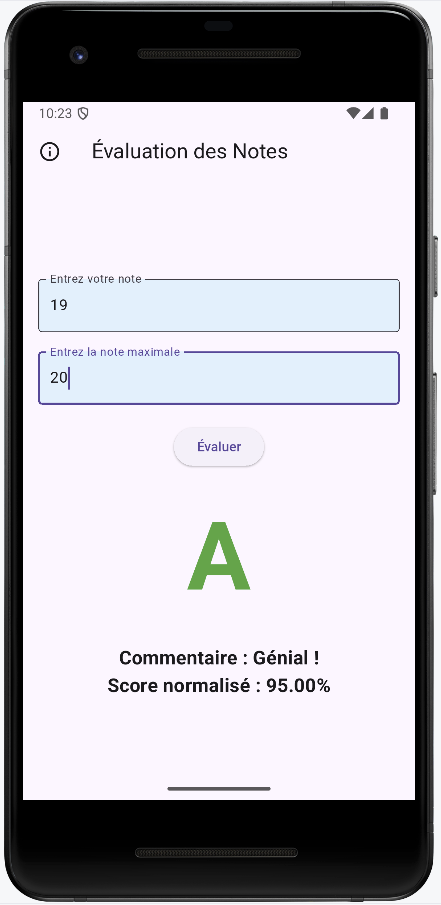 10:23
Évaluation des Notes
Entrez votre note
19
Entrez la note maximale
20
Évaluer
A
Commentaire : Génial !
Score normalisé : 95.00%